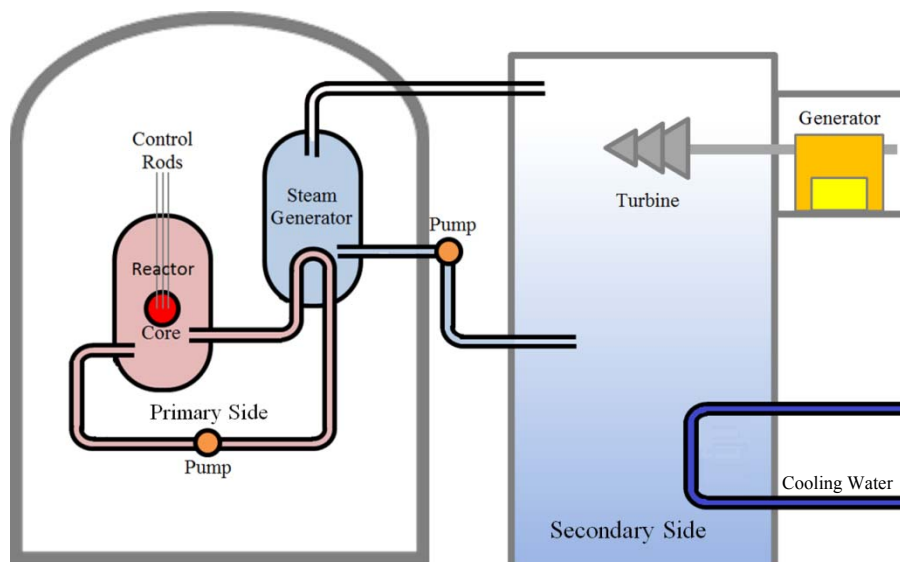 Control
Rods
Steam
Generator
Reactor
Core
Primary Side
Pump
Pump
Turbine
Generator
Cooling Water
Secondary Side